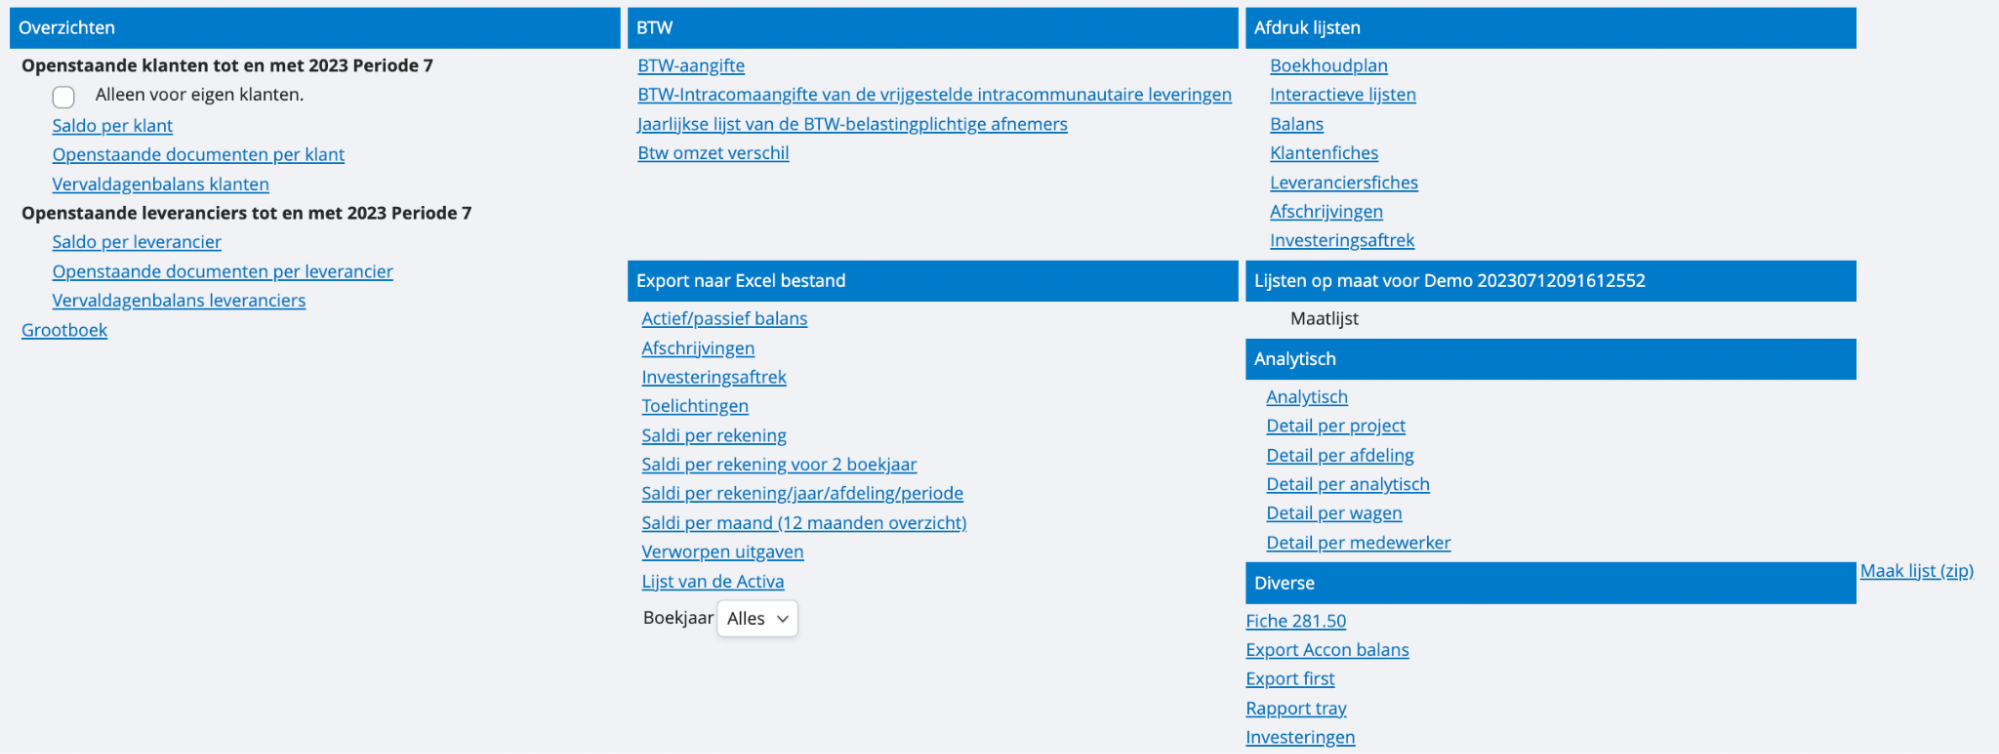 Overzichten
Openstaande klanten tot en met 2023 Periode 7
Alleen voor eigen klanten.
Saldo per klant
Openstaande documenten per klant
Vervaldagenbalans klanten
Openstaande leveranciers tot en met 2023 Periode 7
Saldo per leverancier
Openstaande documenten per leverancier
Vervaldagenbalans leveranciers
Grootboek
BTW
BTW-aangifte
BTW-Intracomaangifte van de vrijgestelde intracommunautaire leveringen
Jaarlijkse lijst van de BTW-belastingplichtige afnemers
Btw omzet verschil
Export naar Excel bestand
Actief/passief balans
Afschrijvingen
Investeringsaftrek
Toelichtingen
Saldi per rekening
Saldi per rekening voor 2 boekjaar
Saldi per rekening/jaar/afdeling/periode
Saldi per maand (12 maanden overzicht)
Verworpen uitgaven
Lijst van de Activa
Boekjaar Alles
Afdruk lijsten
Boekhoudplan
Interactieve lijsten
Balans
Klantenfiches
Leveranciersfiches
Afschrijvingen
Investeringsaftrek
Lijsten op maat voor Demo 20230712091612552
Maatlijst
Analytisch
Analytisch
Detail per project
Detail per afdeling
Detail per analytisch
Detail per wagen
Detail per medewerker
Diverse
Fiche 281.50
Export Accon balans
Export first
Rapport tray
Investeringen
Maak lijst (zip)